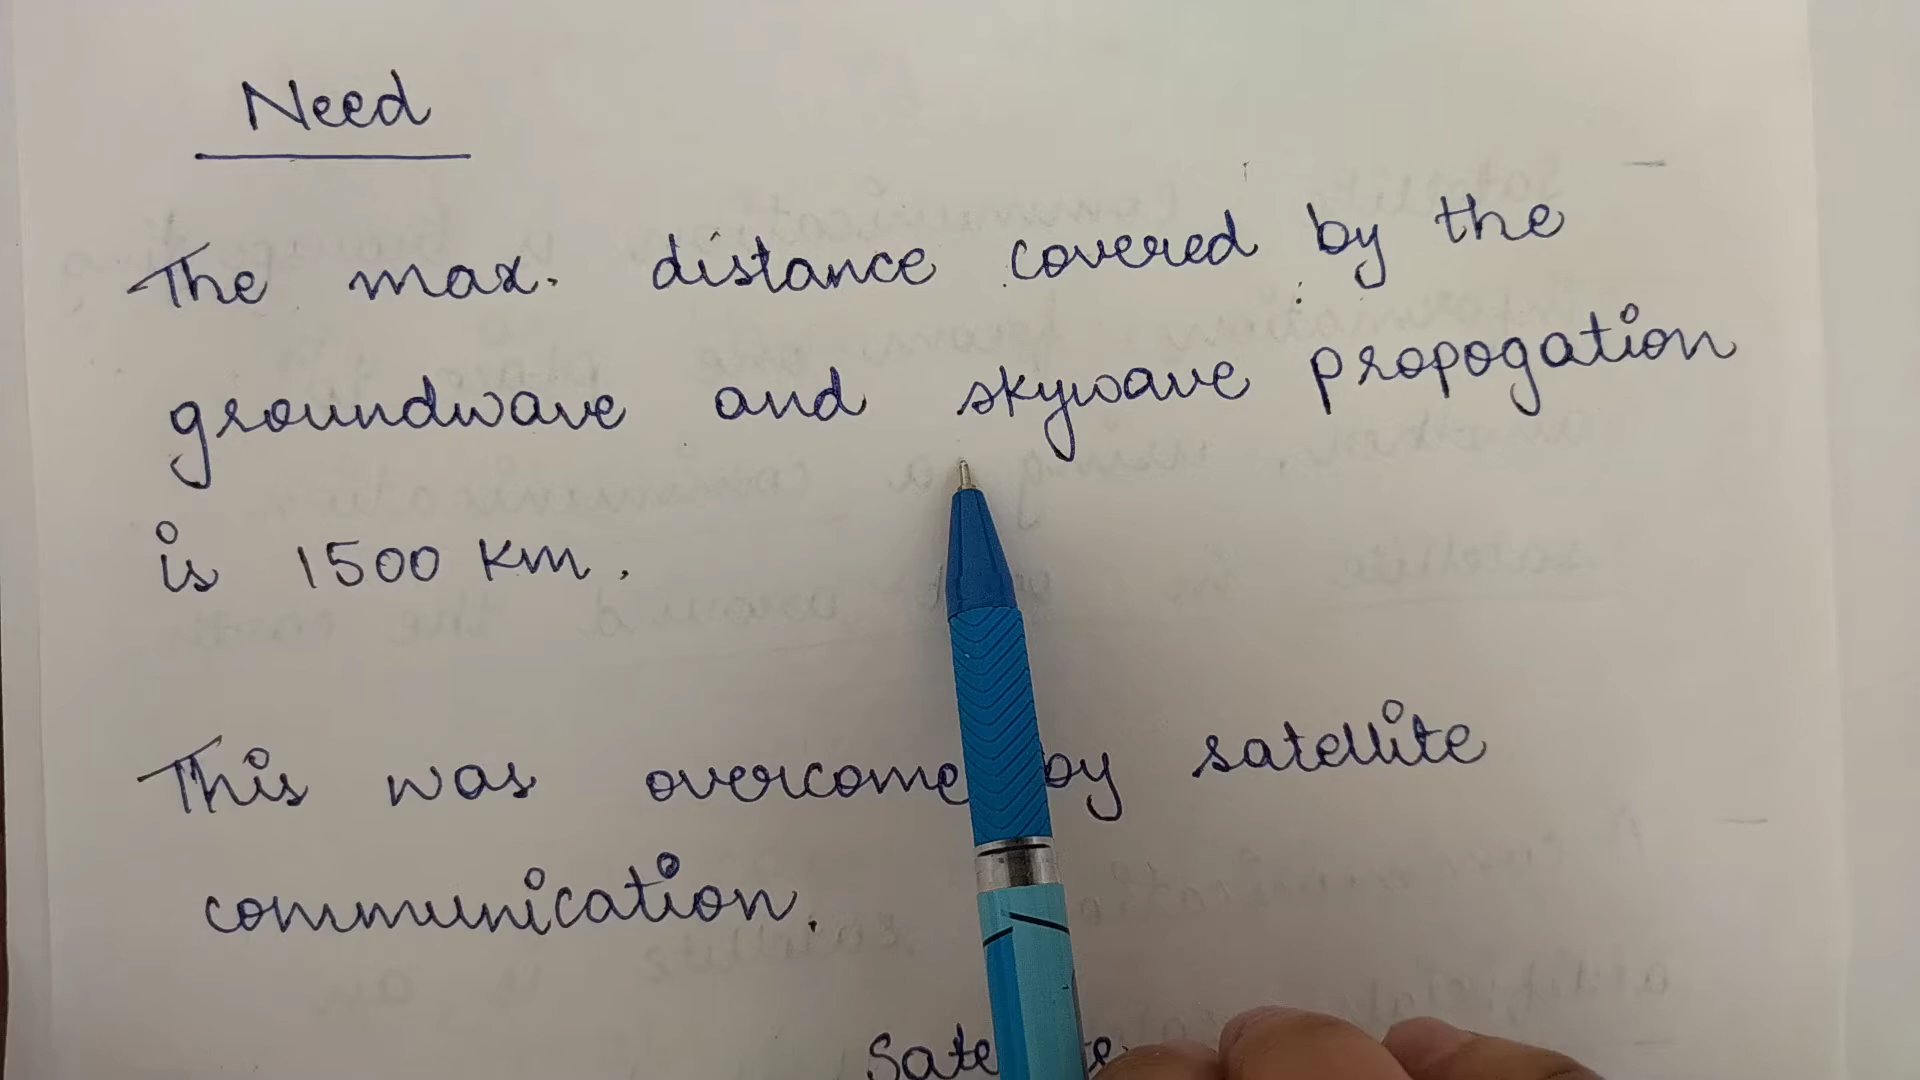 Need
The max. distance covered by the
groundwave and skywave propogation
is 1500 km.
This was overcome by satellite
communication.